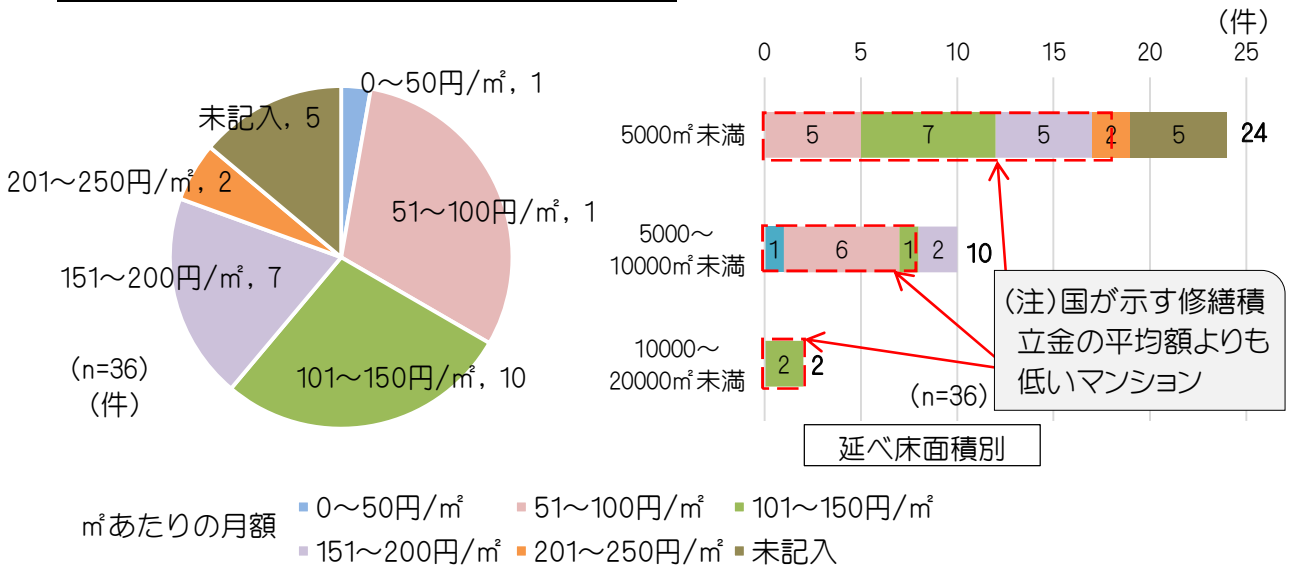 0～50円/㎡, 1
未記入, 5
201～250円/㎡, 2
51～100円/㎡, 1
151～200円/㎡, 7
101～150円/㎡, 10
(n=36)
(件)
(件)
0 5 10 15 20 25
5000㎡未満 5 7 5 2 5 24
5000～
10000㎡未満
1 6 1 2 10
10000～
20000㎡未満
2 2
(n=36)
(注)国が示す修繕積
立金の平均額よりも
低いマンション
延べ床面積別
㎡あたりの月額
0～50円/㎡ 51～100円/㎡ 101～150円/㎡
151～200円/㎡ 201～250円/㎡ 未記入